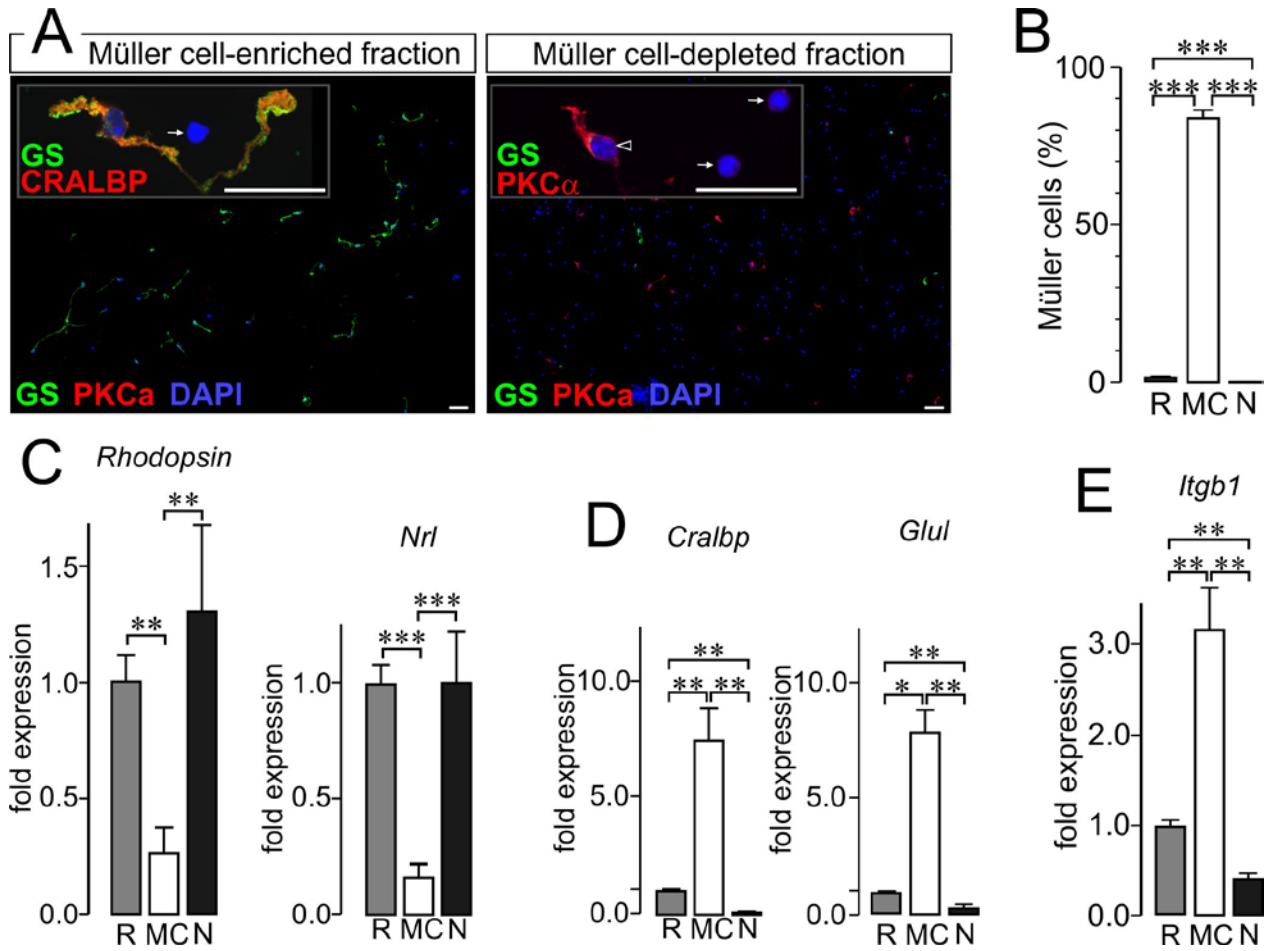 A
Müller cell-enriched fraction
Müller cell-depleted fraction
GS
CRALBP
GS
PKCα
GS PKCa DAPI
GS PKCa DAPI
B
Müller cells (%)
100
50
0
***
*** ***
R MC N
C
Rhodopsin
fold expression
1.5
1.0
0.5
0.0
**
**
R MC N
Nrl
fold expression
1.0
0.5
0.0
***
***
R MC N
D
Cralbp
fold expression
10.0
5.0
0.0
**
** **
R MC N
Glul
fold expression
10.0
5.0
0.0
**
* **
R MC N
E
Itgb1
fold expression
3.0
2.0
1.0
0.0
**
** **
R MC N